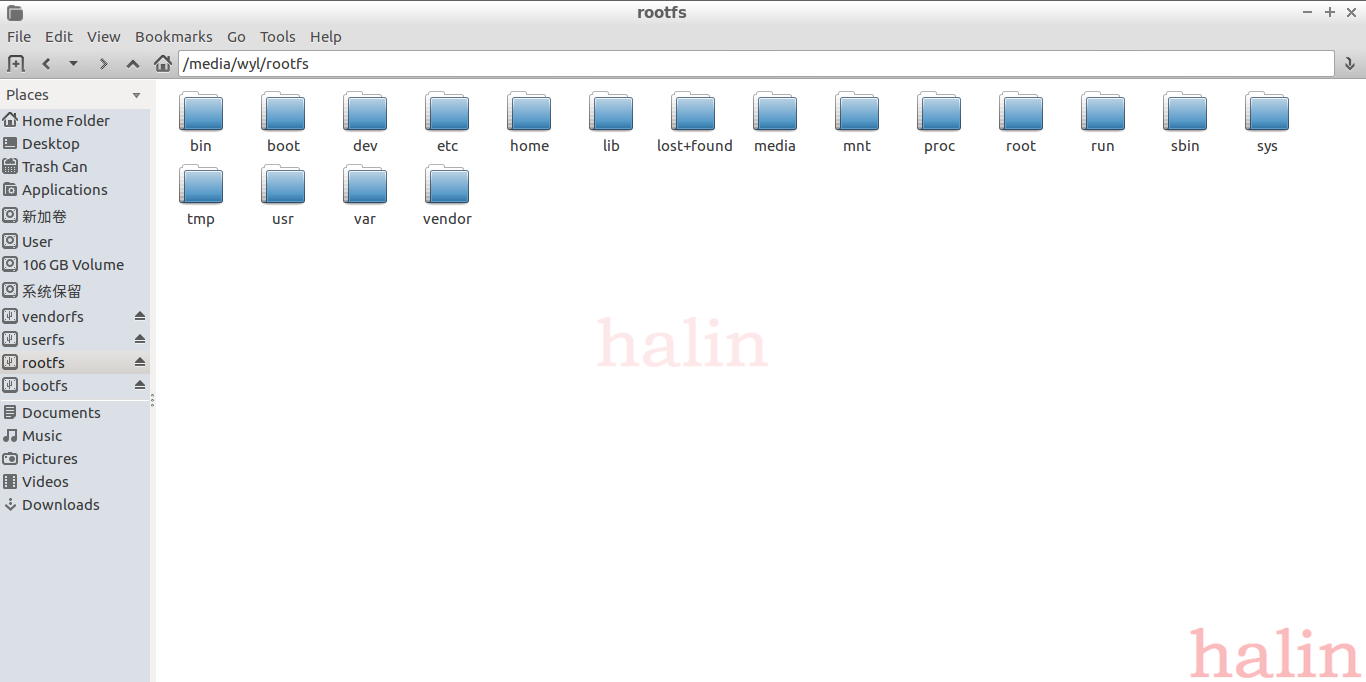 rootfs
File Edit View Bookmarks Go Tools Help
/media/wyl/rootfs
Places
Home Folder
Desktop
Trash Can
Applications
新加卷
User
106 GB Volume
系统保留
vendorfs
userfs
rootfs
bootfs
Documents
Music
Pictures
Videos
Downloads
bin boot dev etc home lib lost+found media mnt proc root run sbin sys
tmp usr var vendor
halin
halin